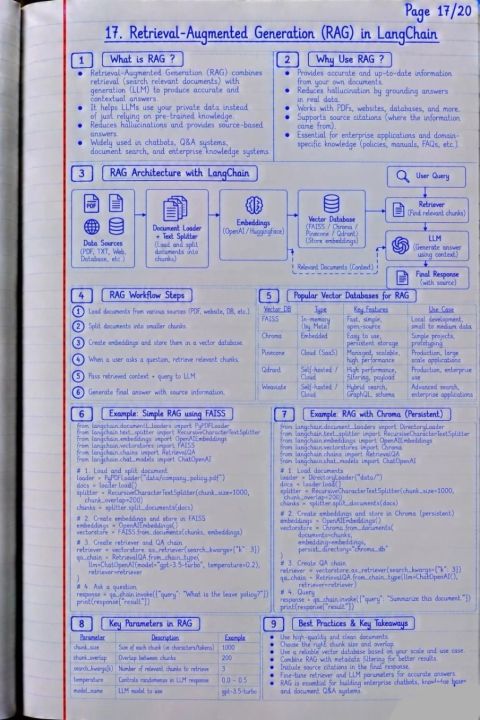 Page 17/20
17. Retrieval-Augmented Generation (RAG) in LangChain
1 What is RAG ?
Retrieval-Augmented Generation (RAG) combines
retrieval (search relevant documents) with
generation (LLM) to produce accurate and
contextual answers.
It helps LLMs use your private data instead
of just relying on pre-trained knowledge.
Reduces hallucinations and provides source-based
answers.
Widely used in chatbots, Q&A systems,
document search, and enterprise knowledge systems
2 Why Use RAG ?
Provides accurate and up-to-date information
from your own documents.
Reduces hallucination by grounding answers
in real data.
Works with PDFs, websites, databases, and more.
Supports source citations (where the information
came from).
Essential for enterprise applications and domain-
specific knowledge (policies, manuals, FAQs, etc.).
3 RAG Architecture with LangChain
PDF
Data Sources
(PDF, TXT, Web,
Database, etc.)
Document Loader
+ Text Splitter
(Load and split
documents into
chunks)
Embeddings
(OpenAI / HuggingFace)
Vector Database
(FAISS / Chroma /
Pinecone / Qdrant)
(Store embeddings)
Relevant Documents (Context)
User Query
Retriever
(Find relevant chunks)
LLM
(Generate answer
using context)
Final Response
(with source)
4 RAG Workflow Steps
1 Load documents from various sources (PDF, website, DB, etc.)
2 Split documents into smaller chunks.
3 Create embeddings and store them in a vector database.
4 When a user asks a question, retrieve relevant chunks.
5 Pass retrieved context + query to LLM.
6 Generate final answer with source information.
5 Popular Vector Databases for RAG
Vector DB Type Key Features Use Case
FAISS In-memory (by Meta) Fast, simple, open-source Local development, small to medium data
Chroma Embedded Easy to use, persistent storage Simple projects, prototyping
Pinecone Cloud (SaaS) Managed, scalable, high performance Production, large scale applications
Qdrant Self-hosted / Cloud High performance, filtering, payload Production, enterprise use
Weaviate Self-hosted / Cloud Hybrid search, GraphQL, schema Advanced search, enterprise applications
6 Example: Simple RAG using FAISS
from langchain.document_loaders import PyPDFLoader
from langchain.text_splitter import RecursiveCharacterTextSplitter
from langchain.embeddings import OpenAIEmbeddings
from langchain.vectorstores import FAISS
from langchain.chains import RetrievalQA
from langchain.chat_models import ChatOpenAI
# 1. Load and split document
loader = PyPDFLoader("data/company_policy.pdf")
docs = loader.load()
splitter = RecursiveCharacterTextSplitter(chunk_size=1000,
chunk_overlap=200)
chunks = splitter.split_documents(docs)
# 2. Create embeddings and store in FAISS
embeddings = OpenAIEmbeddings()
vectorstore = FAISS.from_documents(chunks, embeddings)
# 3. Create retriever and QA chain
retriever = vectorstore.as_retriever(search_kwargs={"k": 3})
qa_chain = RetrievalQA.from_chain_type(
llm=ChatOpenAI(model="gpt-3.5-turbo", temperature=0.2),
retriever=retriever
)
# 4. Ask a question
response = qa_chain.invoke({"query": "What is the leave policy?"})
print(response["result"])
7 Example: RAG with Chroma (Persistent)
from langchain.document_loaders import DirectoryLoader
from langchain.text_splitter import RecursiveCharacterTextSplitter
from langchain.embeddings import OpenAIEmbeddings
from langchain.vectorstores import Chroma
from langchain.chains import RetrievalQA
from langchain.chat_models import ChatOpenAI
# 1. Load documents
loader = DirectoryLoader("data/")
docs = loader.load()
splitter = RecursiveCharacterTextSplitter(chunk_size=1000,
chunk_overlap=200)
chunks = splitter.split_documents(docs)
# 2. Create embeddings and store in Chroma (persistent)
embeddings = OpenAIEmbeddings()
vectorstore = Chroma.from_documents(
documents=chunks,
embedding=embeddings,
persist_directory="chroma_db"
)
# 3. Create QA chain
retriever = vectorstore.as_retriever(search_kwargs={"k": 3})
qa_chain = RetrievalQA.from_chain_type(llm=ChatOpenAI(),
retriever=retriever)
# 4. Query
response = qa_chain.invoke({"query": "Summarize this document."})
print(response["result"])
8 Key Parameters in RAG
Parameter Description Example
chunk_size Size of each chunk (in characters/tokens) 1000
chunk_overlap Overlap between chunks 200
search_kwargs(k) Number of relevant chunks to retrieve 3
temperature Controls randomness in LLM response 0.0 - 0.5
model_name LLM model to use gpt-3.5-turbo
9 Best Practices & Key Takeaways
Use high-quality and clean documents.
Choose the right chunk size and overlap.
Use a reliable vector database based on your scale and use case.
Combine RAG with metadata filtering for better results.
Include source citations in the final response.
Fine-tune retriever and LLM parameters for accurate answers.
RAG is essential for building enterprise chatbots,
and document Q&A systems.